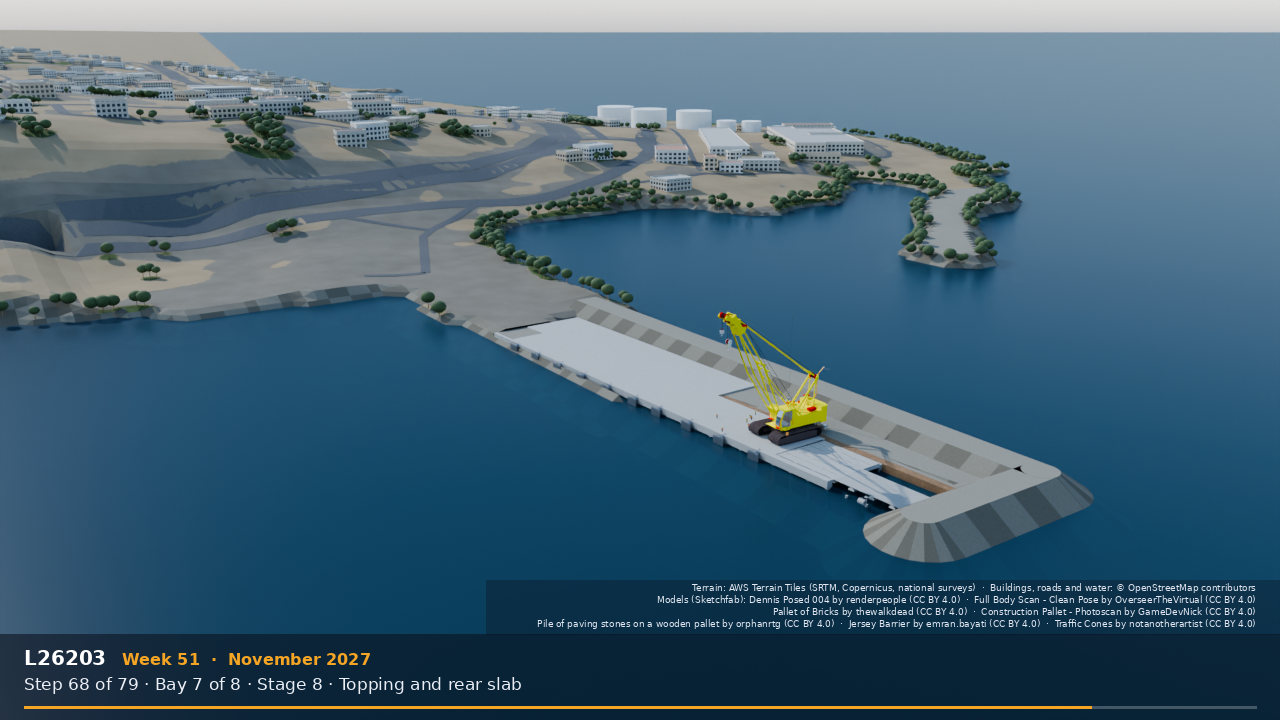 Terrain: AWS Terrain Tiles (SRTM, Copernicus, national surveys)  ·  Buildings, roads and water: © OpenStreetMap contributors
Models (Sketchfab): Dennis Posed 004 by renderpeople (CC BY 4.0)  ·  Full Body Scan - Clean Pose by OverseerTheVirtual (CC BY 4.0)
Pallet of Bricks by thewalkdead (CC BY 4.0)  ·  Construction Pallet - Photoscan by GameDevNick (CC BY 4.0)
Pile of paving stones on a wooden pallet by orphanrtg (CC BY 4.0)  ·  Jersey Barrier by emran.bayati (CC BY 4.0)  ·  Traffic Cones by notanotherartist (CC BY 4.0)
L26203 Week 51 · November 2027
Step 68 of 79 · Bay 7 of 8 · Stage 8 · Topping and rear slab